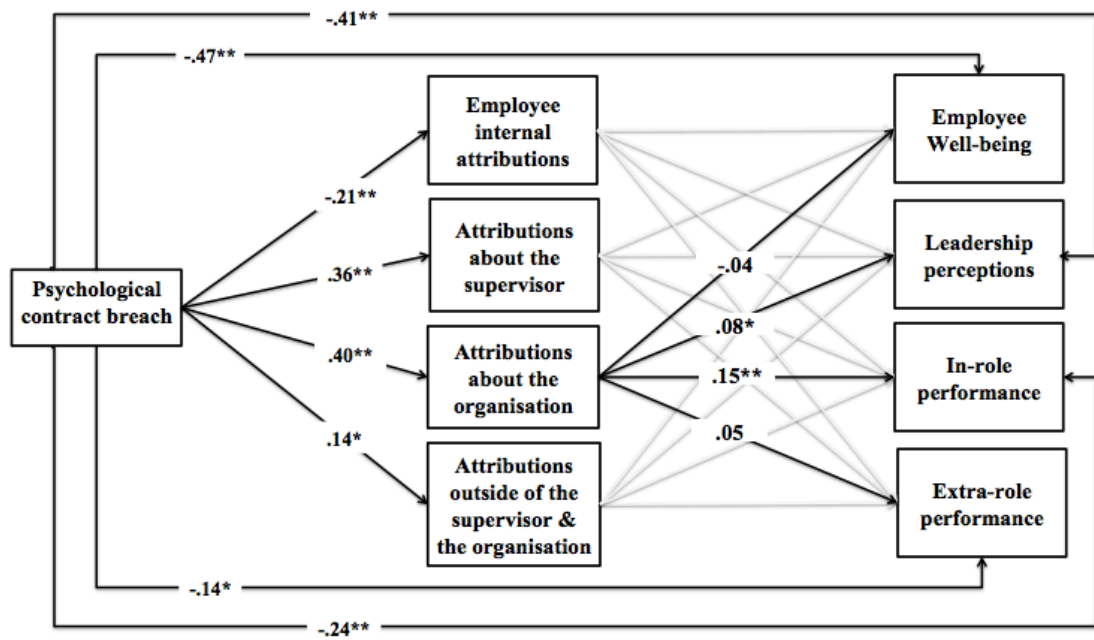 -.41**
-.47**
Employee
internal
attributions
Employee
Well-being
-.21**
Attributions
about the
supervisor
Leadership
perceptions
-.04
.36**
Psychological
contract breach
.08*
.40**
Attributions
about the
organisation
.15**
In-role
performance
.05
.14*
Attributions
outside of the
supervisor &
the organisation
Extra-role
performance
-.14*
-.24**